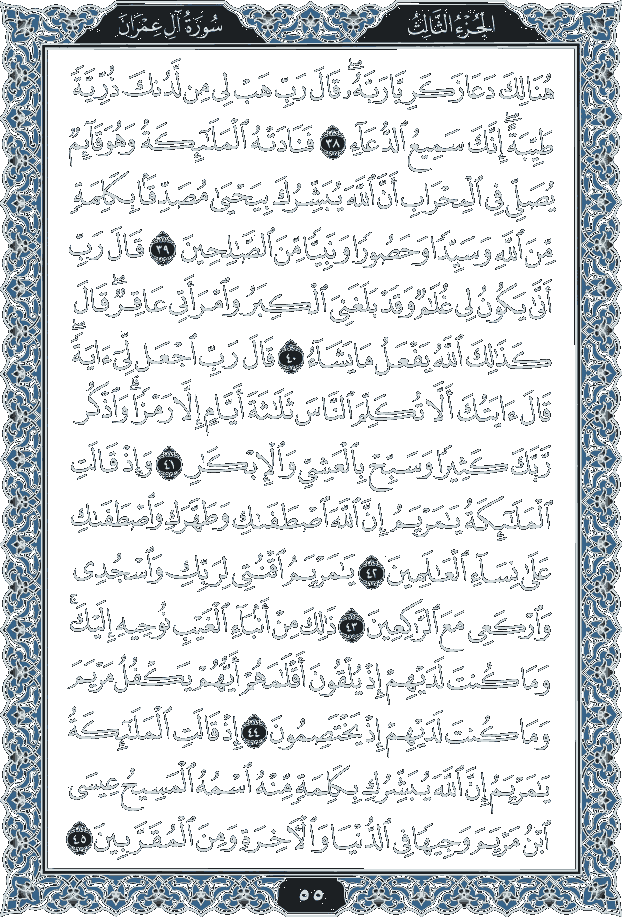 الجزء الثالث
سورة آل عمران
هُنَالِكَ دَعَا زَكَرِيَّا رَبَّهُۥ ۖ قَالَ رَبِّ هَبْ لِى مِن لَّدُنكَ ذُرِّيَّةً
طَيِّبَةً ۖ إِنَّكَ سَمِيعُ ٱلدُّعَآءِ ٣٨ فَنَادَتْهُ ٱلْمَلَٰٓئِكَةُ وَهُوَ قَآئِمٌ
يُصَلِّى فِى ٱلْمِحْرَابِ أَنَّ ٱللَّهَ يُبَشِّرُكَ بِيَحْيَىٰ مُصَدِّقًۢا بِكَلِمَةٍ
مِّنَ ٱللَّهِ وَسَيِّدًا وَحَصُورًا وَنَبِيًّا مِّنَ ٱلصَّٰلِحِينَ ٣٩ قَالَ رَبِّ
أَنَّىٰ يَكُونُ لِى غُلَٰمٌ وَقَدْ بَلَغَنِىَ ٱلْكِبَرُ وَٱمْرَأَتِى عَاقِرٌ ۖ قَالَ
كَذَٰلِكَ ٱللَّهُ يَفْعَلُ مَا يَشَآءُ ٤٠ قَالَ رَبِّ ٱجْعَل لِّىٓ ءَايَةً ۖ
قَالَ ءَايَتُكَ أَلَّا تُكَلِّمَ ٱلنَّاسَ ثَلَٰثَةَ أَيَّامٍ إِلَّا رَمْزًا ۗ وَٱذْكُر
رَّبَّكَ كَثِيرًا وَسَبِّحْ بِٱلْعَشِىِّ وَٱلْإِبْكَٰرِ ٤١ وَإِذْ قَالَتِ
ٱلْمَلَٰٓئِكَةُ يَٰمَرْيَمُ إِنَّ ٱللَّهَ ٱصْطَفَىٰكِ وَطَهَّرَكِ وَٱصْطَفَىٰكِ
عَلَىٰ نِسَآءِ ٱلْعَٰلَمِينَ ٤٢ يَٰمَرْيَمُ ٱقْنُتِى لِرَبِّكِ وَٱسْجُدِى
وَٱرْكَعِى مَعَ ٱلرَّٰكِعِينَ ٤٣ ذَٰلِكَ مِنْ أَنۢبَآءِ ٱلْغَيْبِ نُوحِيهِ إِلَيْكَ ۚ
وَمَا كُنتَ لَدَيْهِمْ إِذْ يُلْقُونَ أَقْلَٰمَهُمْ أَيُّهُمْ يَكْفُلُ مَرْيَمَ
وَمَا كُنتَ لَدَيْهِمْ إِذْ يَخْتَصِمُونَ ٤٤ إِذْ قَالَتِ ٱلْمَلَٰٓئِكَةُ
يَٰمَرْيَمُ إِنَّ ٱللَّهَ يُبَشِّرُكِ بِكَلِمَةٍ مِّنْهُ ٱسْمُهُ ٱلْمَسِيحُ عِيسَى
ٱبْنُ مَرْيَمَ وَجِيهًا فِى ٱلدُّنْيَا وَٱلْءَاخِرَةِ وَمِنَ ٱلْمُقَرَّبِينَ ٤٥
٥٥